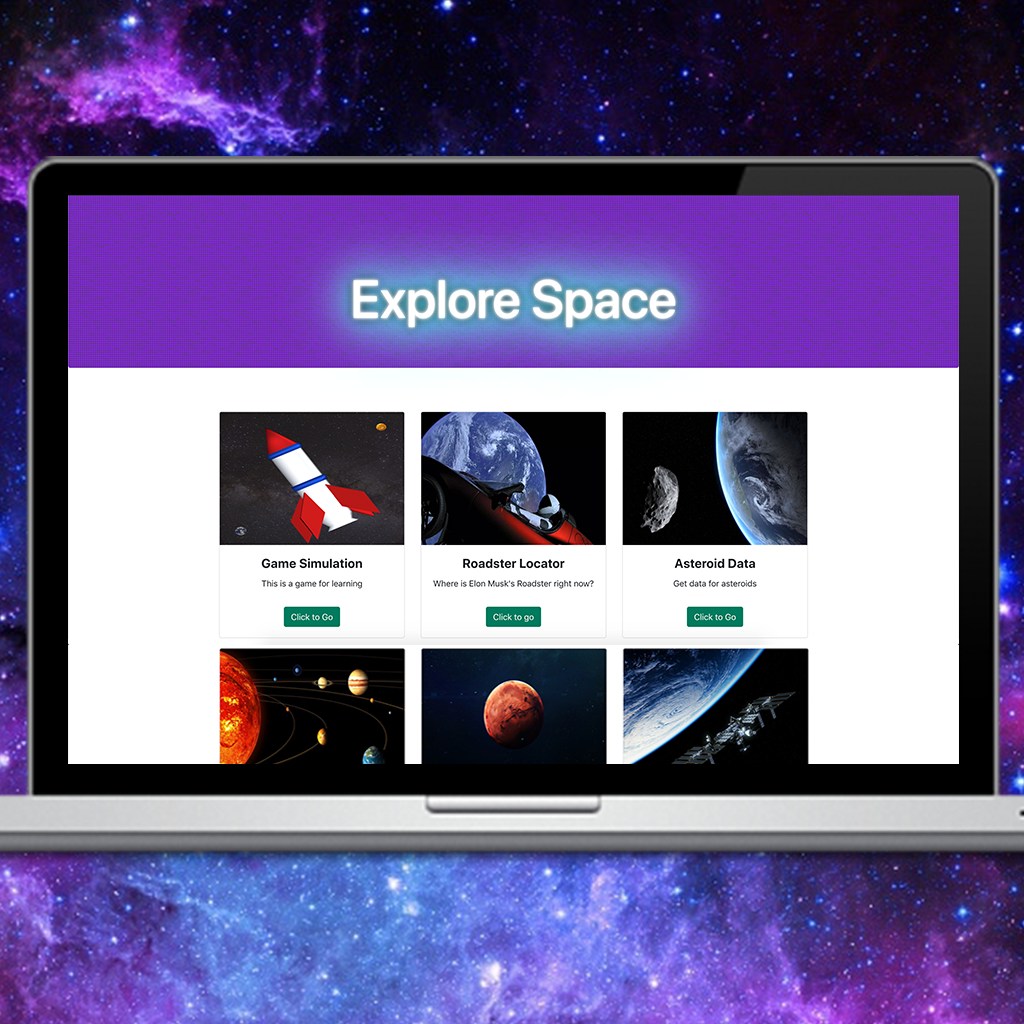 Explore Space
Game Simulation
This is a game for learning
Click to Go
Roadster Locator
Where is Elon Musk's Roadster right now?
Click to go
Asteroid Data
Get data for asteroids
Click to Go